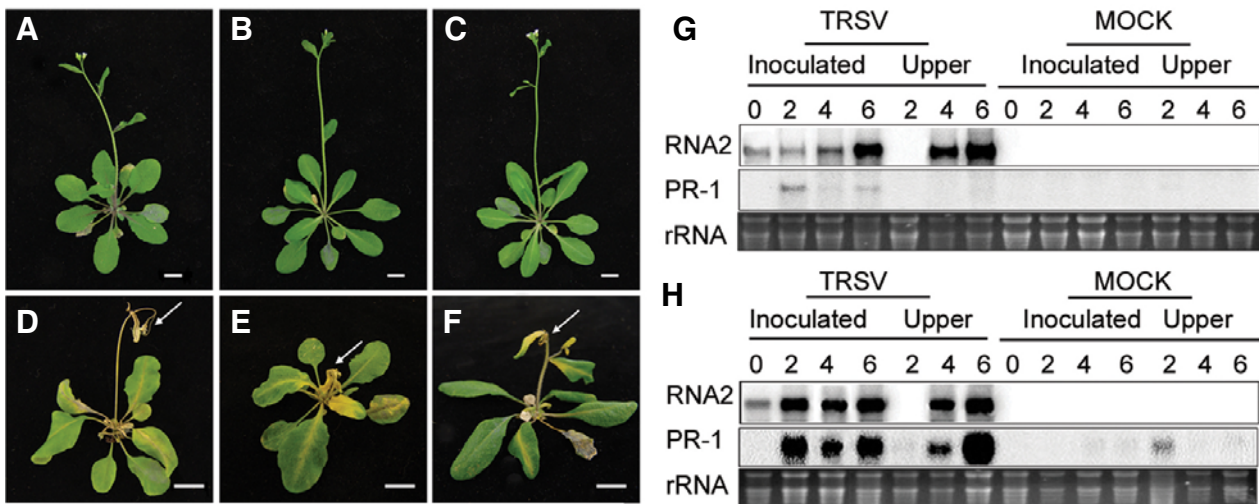 A B C
D E F
G
TRSV MOCK
Inoculated Upper Inoculated Upper
0 2 4 6 2 4 6 0 2 4 6 2 4 6
RNA2
PR-1
rRNA
H
TRSV MOCK
Inoculated Upper Inoculated Upper
0 2 4 6 2 4 6 0 2 4 6 2 4 6
RNA2
PR-1
rRNA